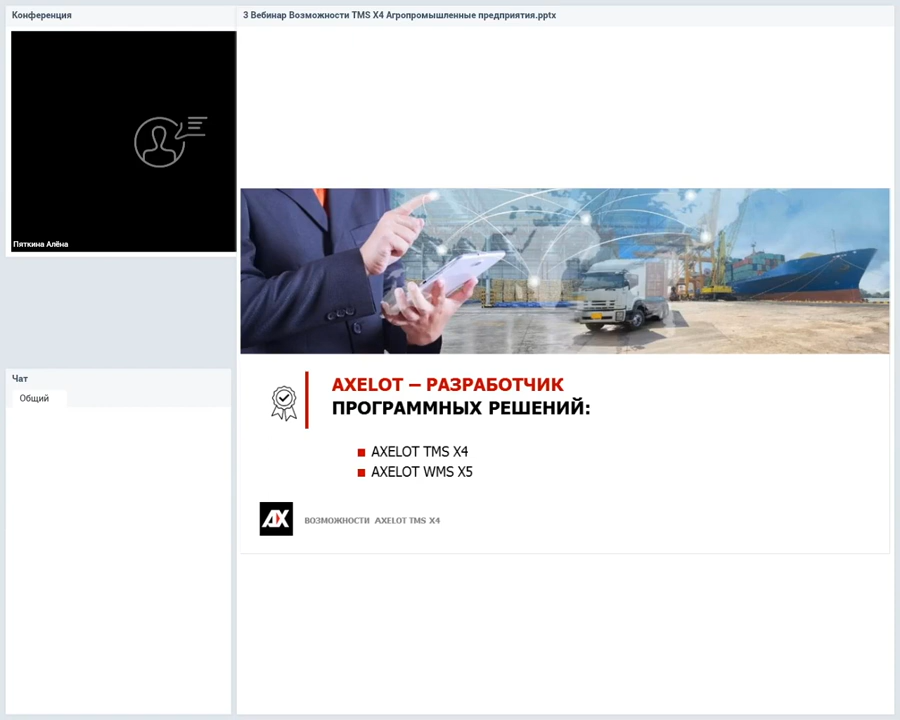 Конференция
3 Вебинар Возможности TMS X4 Агропромышленные предприятия.pptx
Пяткина Алёна
Чат
Общий
AXELOT – РАЗРАБОТЧИК
ПРОГРАММНЫХ РЕШЕНИЙ:
AXELOT TMS X4
AXELOT WMS X5
AX
ВОЗМОЖНОСТИ AXELOT TMS X4